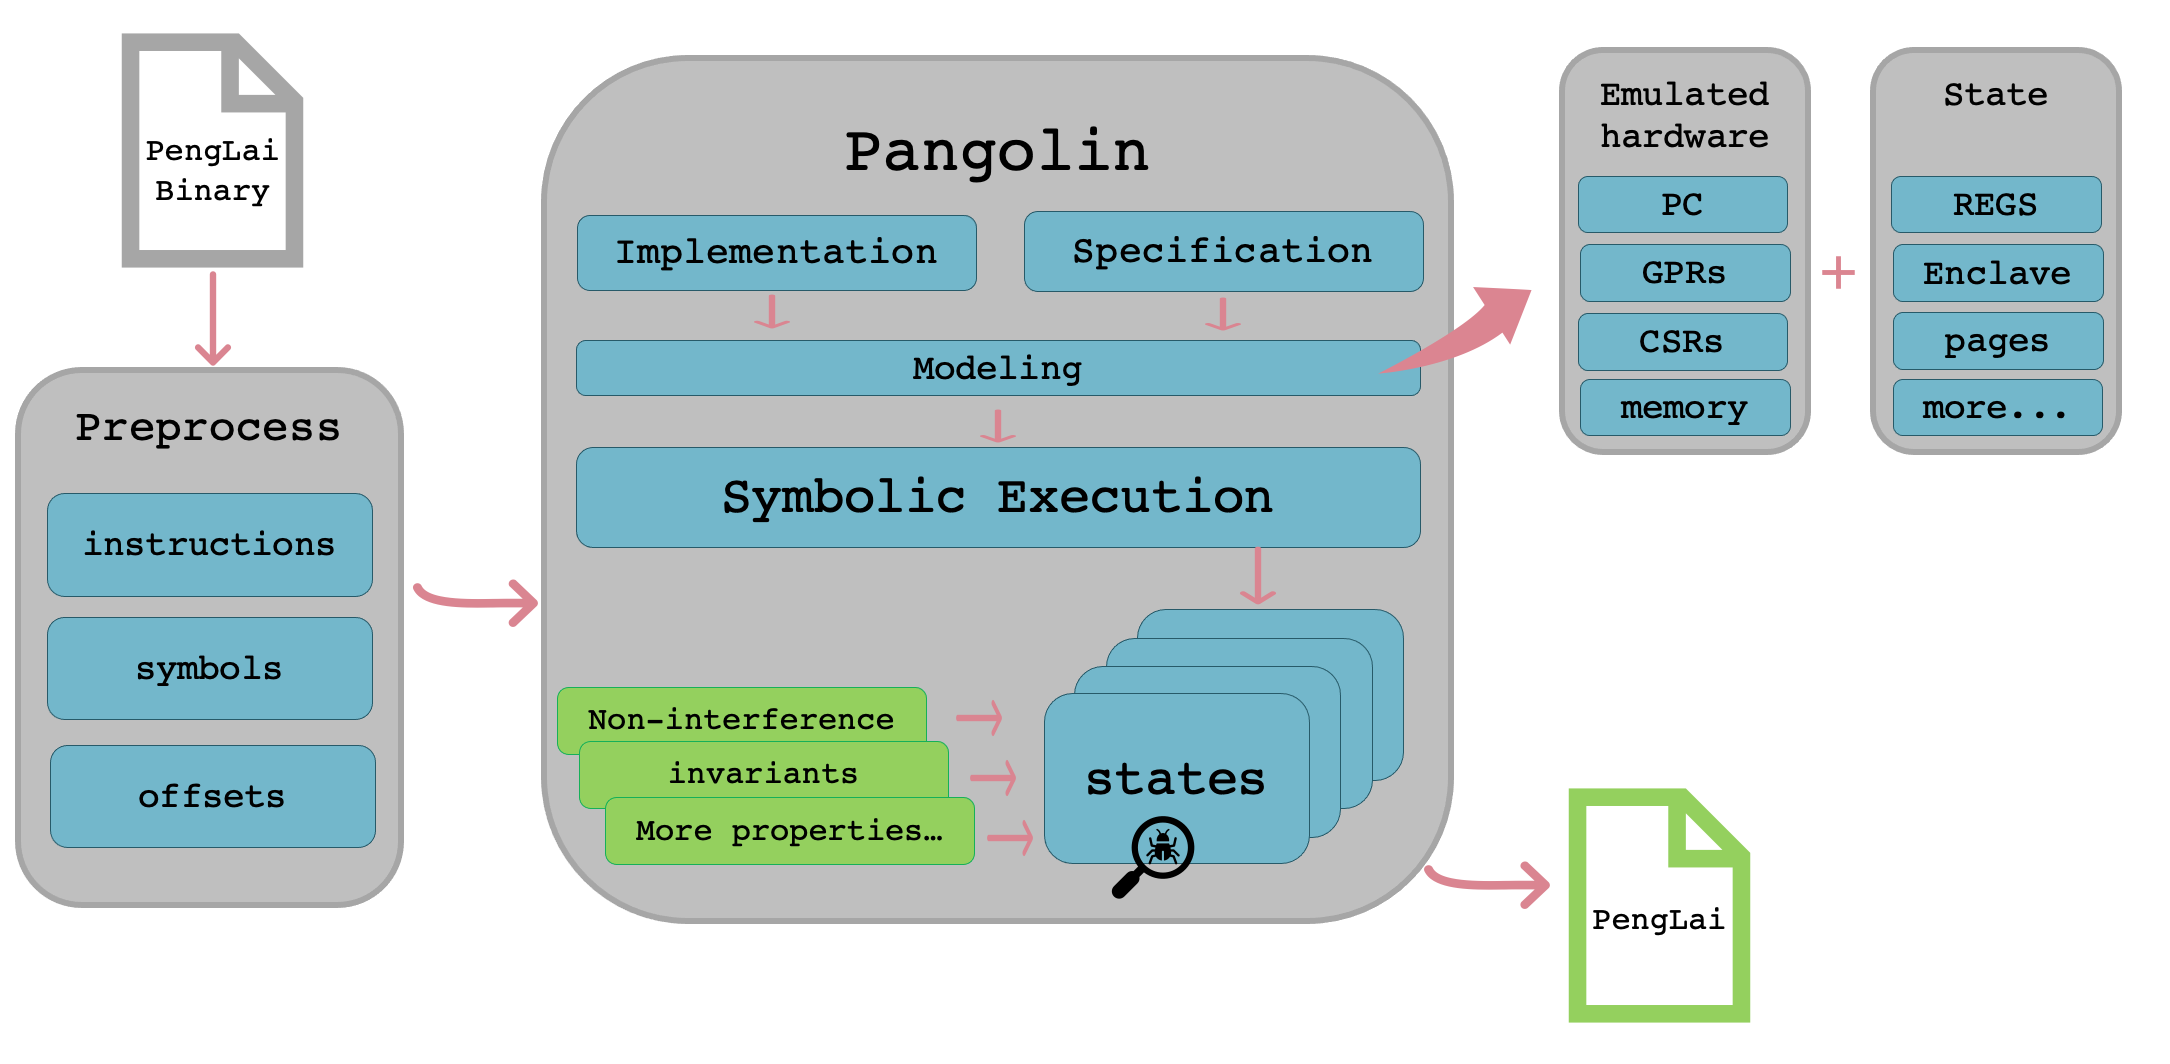 PengLai
Binary
Preprocess
instructions
symbols
offsets
Pangolin
Implementation
Specification
Modeling
Symbolic Execution
Non-interference
invariants
More properties…
states
Emulated
hardware
PC
GPRs
CSRs
memory
+
State
REGS
Enclave
pages
more...
PengLai